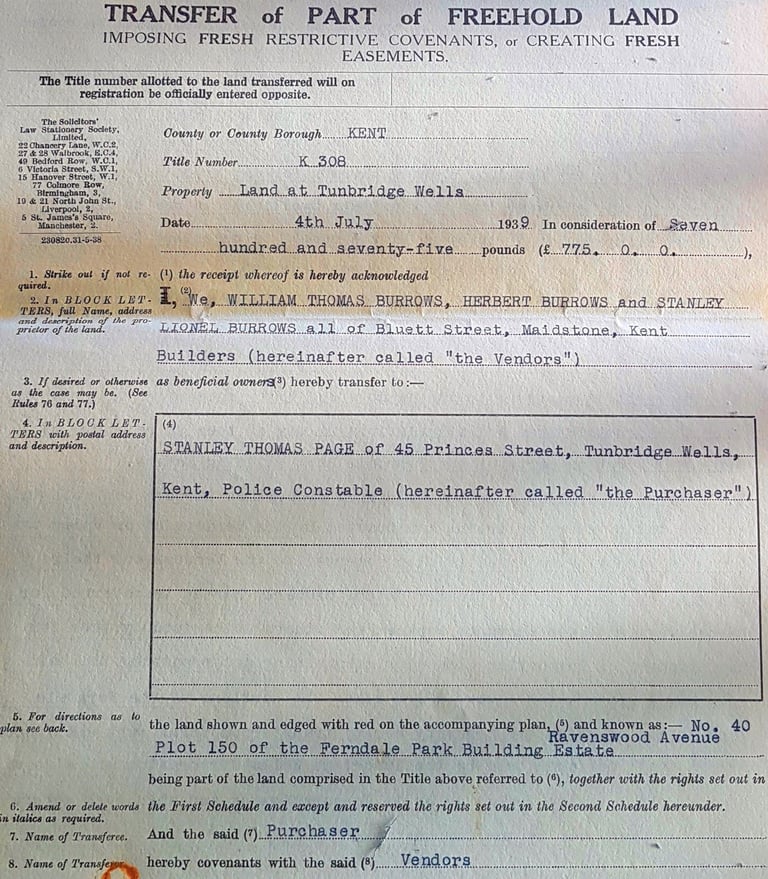 TRANSFER of PART of FREEHOLD LAND
IMPOSING FRESH RESTRICTIVE COVENANTS, or CREATING FRESH
EASEMENTS.
The Title number allotted to the land transferred will on
registration be officially entered opposite.
The Solicitors'
Law Stationery Society,
Limited,
22 Chancery Lane, W.C.2,
27 & 28 Walbrook, E.C.4,
49 Bedford Row, W.C.1,
6 Victoria Street, S.W.1,
15 Hanover Street, W.1,
77 Colmore Row,
Birmingham, 3,
19 & 21 North John St.,
Liverpool, 2,
5 St. James's Square,
Manchester, 2.
23082c.31-5-38
County or County Borough KENT
Title Number K 308
Property Land at Tunbridge Wells
Date 4th July 1939 In consideration of Seven
hundred and seventy-five pounds (£ 775. 0. 0. ),
1. Strike out if not re-
quired.
(1) the receipt whereof is hereby acknowledged
2. In BLOCK LET-
TERS, full Name, address
and description of the pro-
prietor of the land.
I, (2) We, WILLIAM THOMAS BURROWS, HERBERT BURROWS and STANLEY
LIONEL BURROWS all of Bluett Street, Maidstone, Kent
Builders (hereinafter called "the Vendors")
3. If desired or otherwise
as the case may be. (See
Rules 76 and 77.)
as beneficial owners (3) hereby transfer to:—
4. In BLOCK LET-
TERS with postal address
and description.
(4)
STANLEY THOMAS PAGE of 45 Princes Street, Tunbridge Wells,
Kent, Police Constable (hereinafter called "the Purchaser")
5. For directions as to
plan see back.
the land shown and edged with red on the accompanying plan, (5) and known as:— No. 40
Ravenswood Avenue
Plot 150 of the Ferndale Park Building Estate
being part of the land comprised in the Title above referred to (6), together with the rights set out in
6. Amend or delete words
in italics as required.
the First Schedule and except and reserved the rights set out in the Second Schedule hereunder.
7. Name of Transferee.
And the said (7) Purchaser
8. Name of Transferor
hereby covenants with the said (8) Vendors